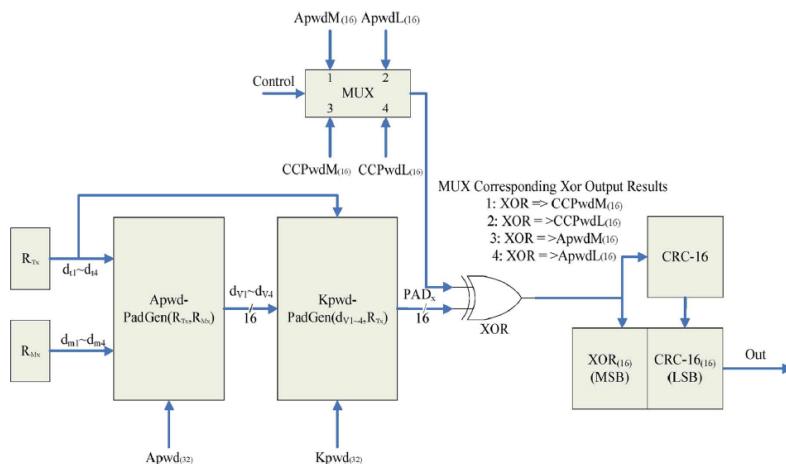 ApwdM(16) ApwdL(16)
Control
1 2
MUX
3 4
CCPwdM(16) CCPwdL(16)
MUX Corresponding Xor Output Results
1: XOR => CCPwdM(16)
2: XOR =>CCPwdL(16)
3: XOR =>ApwdM(16)
4: XOR =>ApwdL(16)
RTx
dt1~dt4
RMx
dm1~dm4
Apwd-
PadGen(RTx,RMx)
Apwd(32)
dV1~dV4
16
Kpwd-
PadGen(dV1~4,RTx)
Kpwd(32)
PADx
16
XOR
CRC-16
XOR(16)
(MSB)
CRC-16(16)
(LSB)
Out